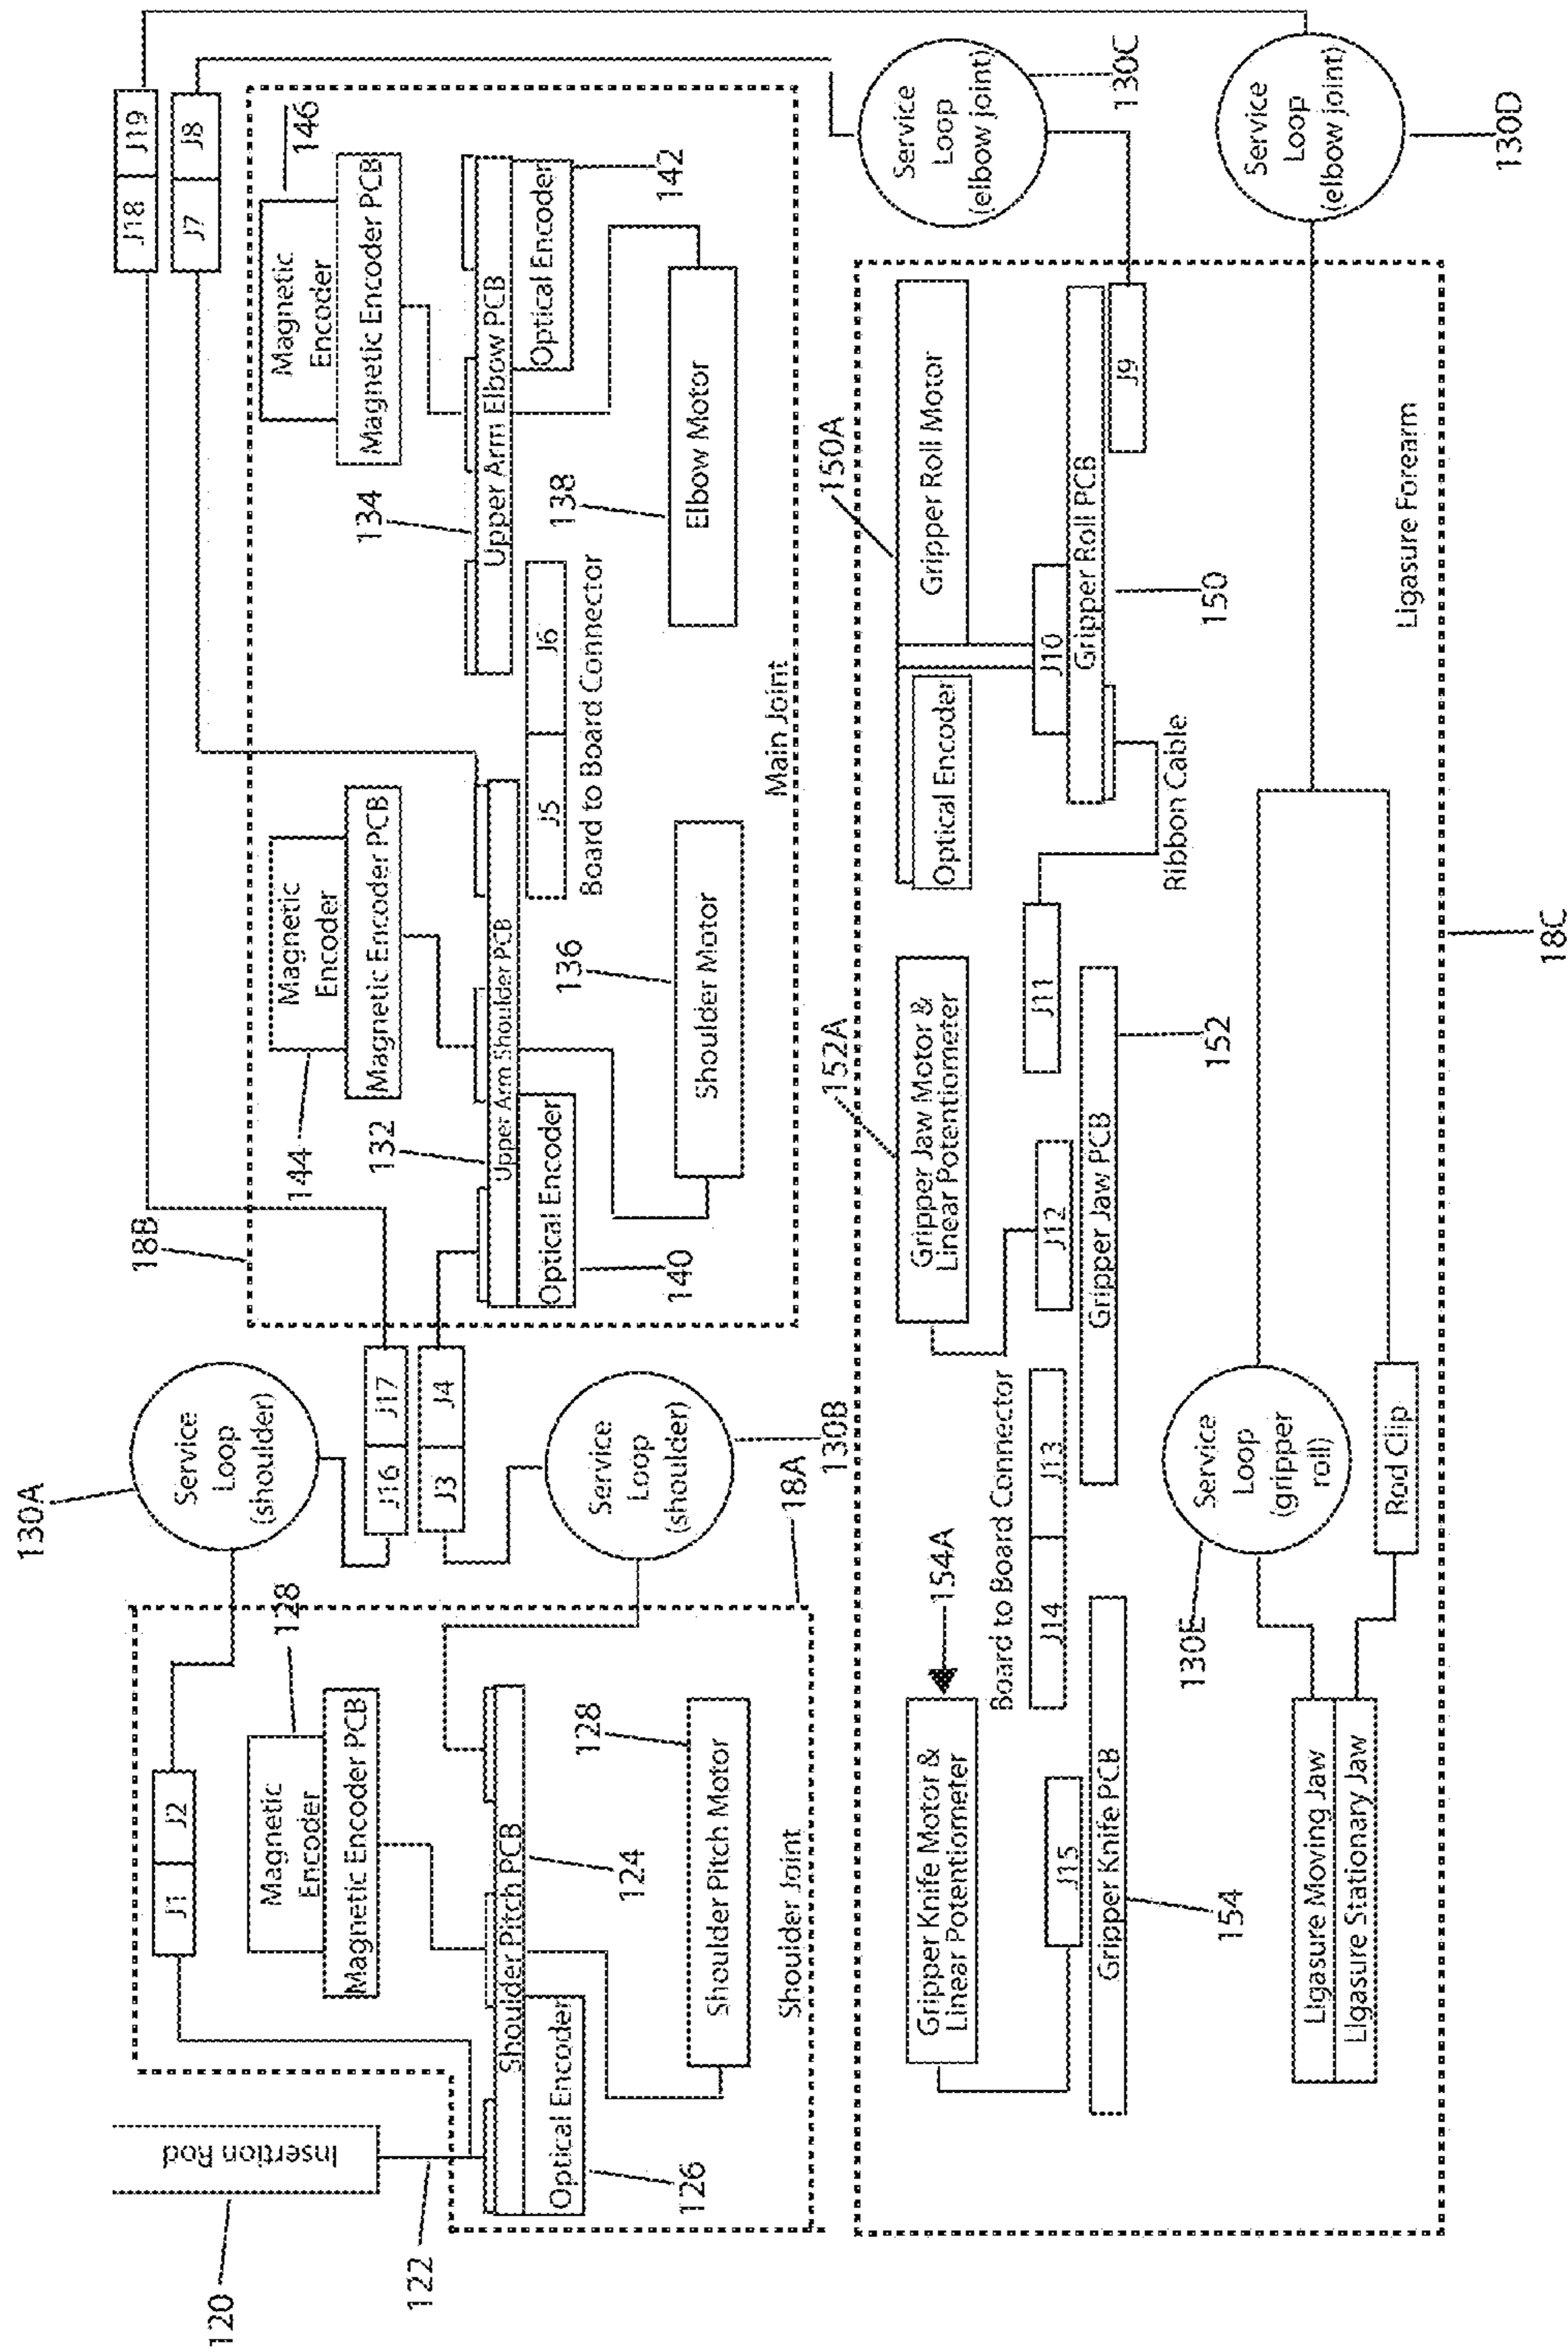 120
Insertion Rod
122
J1
J2
Magnetic
Encoder
128
Magnetic Encoder PCB
Shoulder Pitch PCB
124
Optical Encoder
126
Shoulder Pitch Motor
128
Shoulder Joint
18A
130A
Service
Loop
(shoulder)
J16
J17
J3
J4
Service
Loop
(shoulder)
130B
18B
144
Magnetic
Encoder
Magnetic Encoder PCB
132
Upper Arm Shoulder PCB
Optical Encoder
140
136
Shoulder Motor
J5
J6
Board to Board Connector
Main Joint
146
Magnetic
Encoder
Magnetic Encoder PCB
134
Upper Arm Elbow PCB
Optical Encoder
142
138
Elbow Motor
J18
J19
J7
J8
Service
Loop
(elbow joint)
130C
Service
Loop
(elbow joint)
130D
Gripper Knife Motor &
Linear Potentiometer
154A
J15
Gripper Knife PCB
154
Board to Board Connector
J14
J13
152A
Gripper Jaw Motor &
Linear Potentiometer
J12
Gripper Jaw PCB
152
J11
Ribbon Cable
150A
Optical Encoder
Gripper Roll Motor
J10
Gripper Roll PCB
150
J9
130E
Service
Loop
(gripper
roll)
Rod Clip
Ligasure Moving Jaw
Ligasure Stationary Jaw
Ligasure Forearm
18C